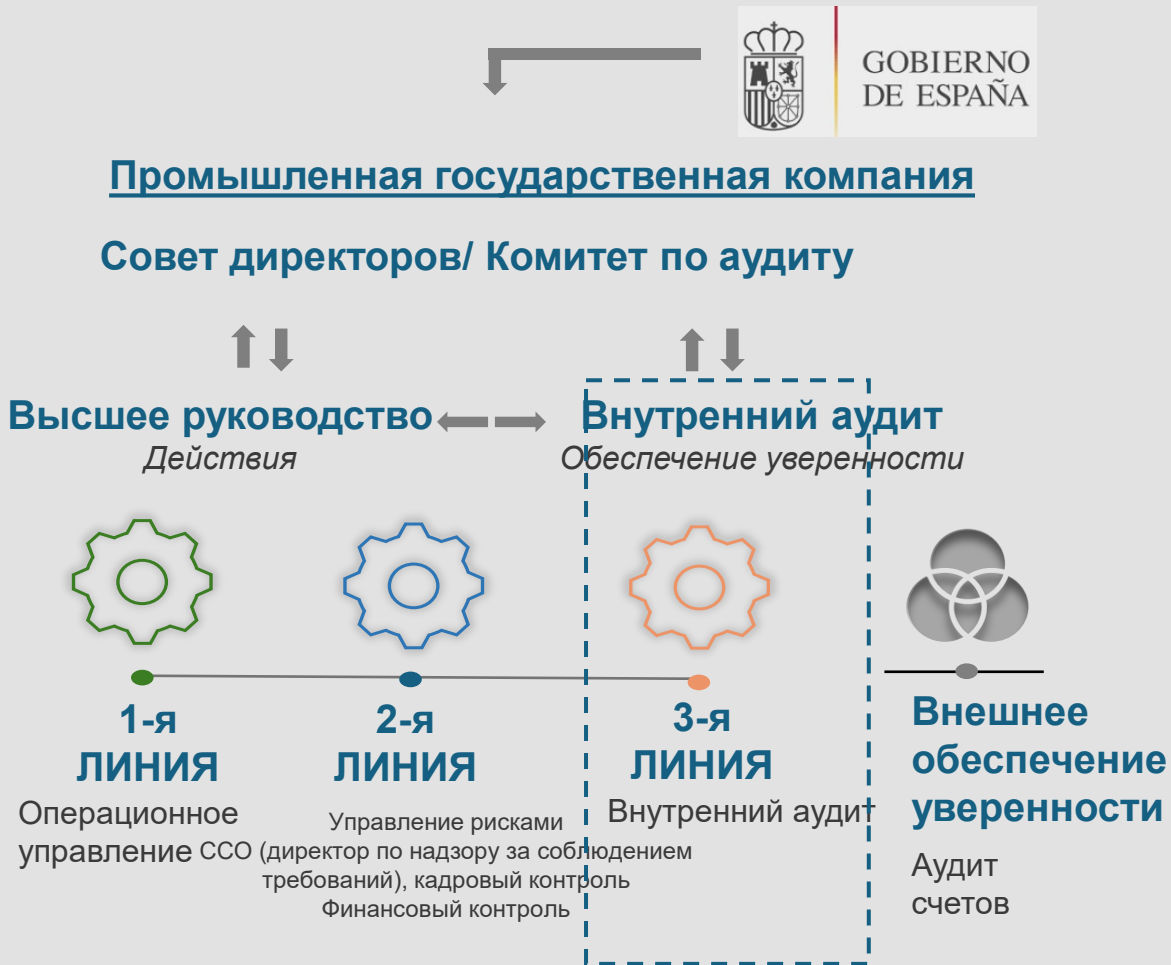 GOBIERNO
DE ESPAÑA
Промышленная государственная компания
Совет директоров/ Комитет по аудиту
Высшее руководство
Действия
Внутренний аудит
Обеспечение уверенности
1-я
ЛИНИЯ
Операционное
управление
2-я
ЛИНИЯ
Управление рисками
ССО (директор по надзору за соблюдением
требований), кадровый контроль
Финансовый контроль
3-я
ЛИНИЯ
Внутренний аудит
Внешнее
обеспечение
уверенности
Аудит
счетов